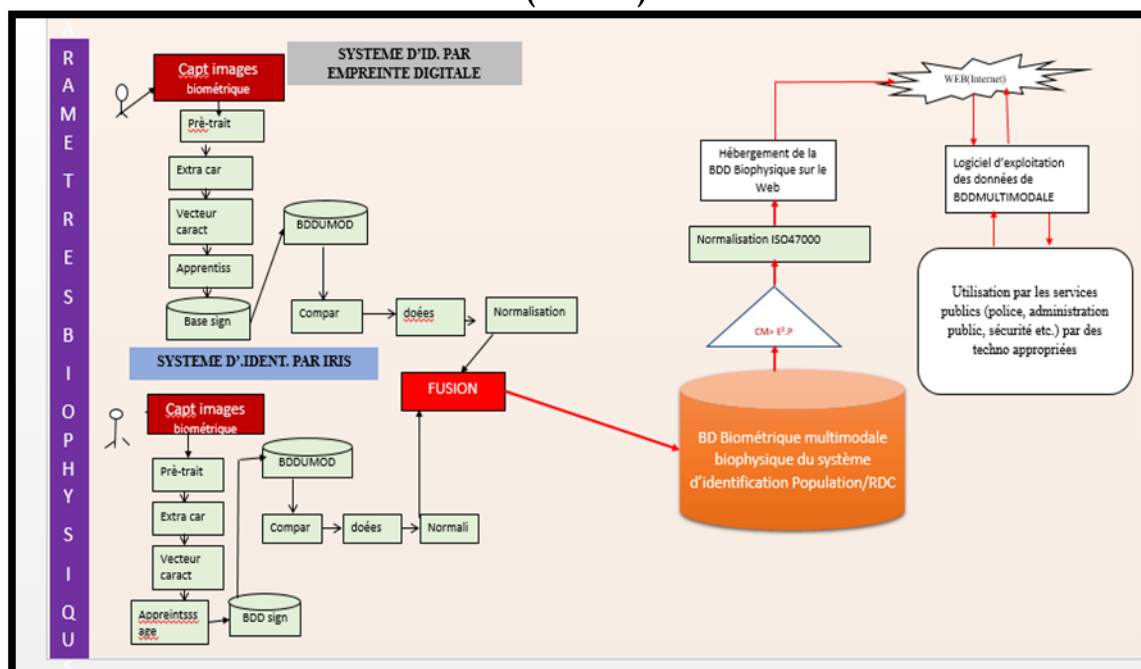 R
A
M
E
T
R
E
S
B
I
O
P
H
Y
S
I
Q
U
SYSTEME D'ID. PAR
EMPREINTE DIGITALE
Capt images
biométrique
Prè-trait
Extra car
Vecteur
caract
Apprentiss
Base sign
BDDUMOD
Compar
doées
Normalisation
SYSTEME D'.IDENT. PAR IRIS
Capt images
biométrique
Prè-trait
Extra car
Vecteur
caract
Appreintsss
age
BDD sign
BDDUMOD
Compar
doées
Normali
FUSION
BD Biométrique multimodale
biophysique du système
d'identification Population/RDC
CM= E².P
Normalisation ISO47000
Hébergement de la
BDD Biophysique sur le
Web
WEB(Internet)
Logiciel d'exploitation
des données de
BDDMULTIMODALE
Utilisation par les services
publics (police, administration
public, sécurité etc.) par des
techno appropriées